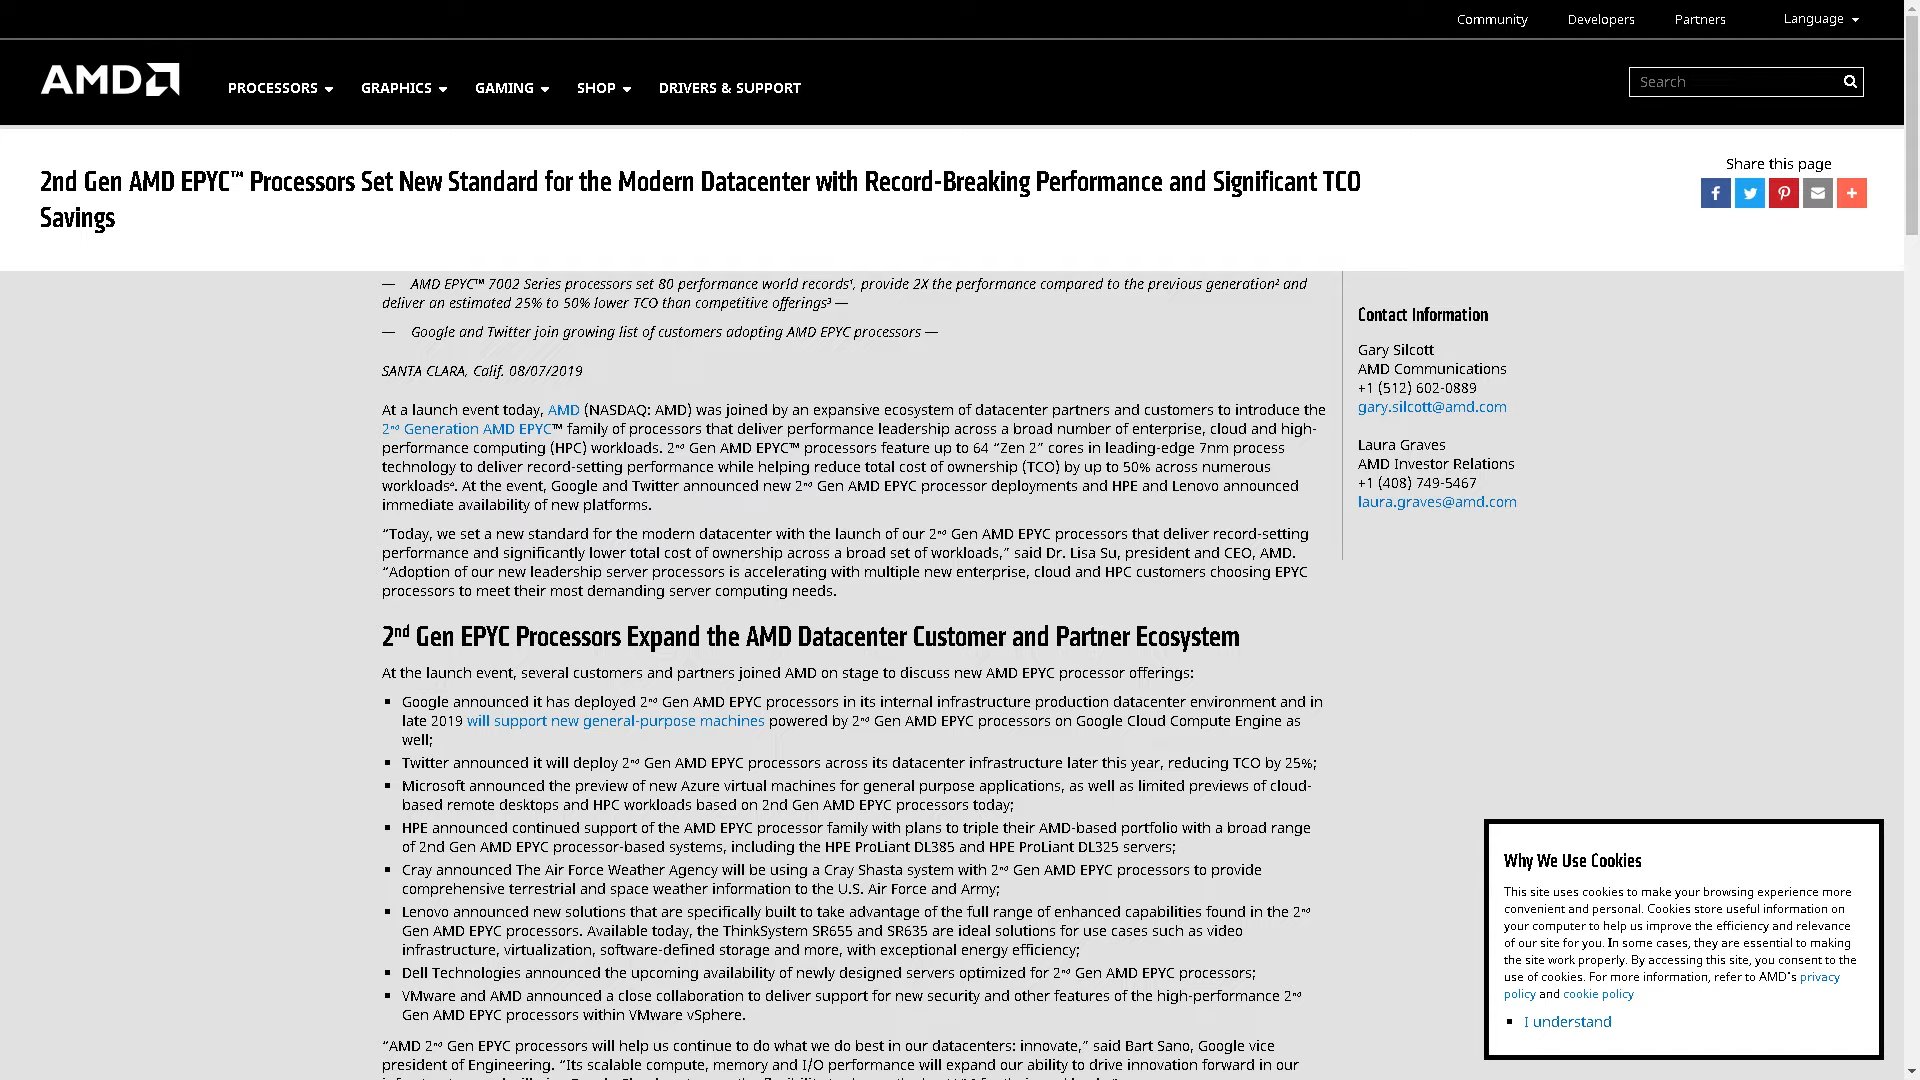 Community Developers Partners Language
AMD
PROCESSORS GRAPHICS GAMING SHOP DRIVERS & SUPPORT
Search
2nd Gen AMD EPYC™ Processors Set New Standard for the Modern Datacenter with Record-Breaking Performance and Significant TCO
Savings
Share this page
— AMD EPYC™ 7002 Series processors set 80 performance world records¹, provide 2X the performance compared to the previous generation² and
deliver an estimated 25% to 50% lower TCO than competitive offerings³ —
— Google and Twitter join growing list of customers adopting AMD EPYC processors —
SANTA CLARA, Calif. 08/07/2019
At a launch event today, AMD (NASDAQ: AMD) was joined by an expansive ecosystem of datacenter partners and customers to introduce the
2nd Generation AMD EPYC™ family of processors that deliver performance leadership across a broad number of enterprise, cloud and high-
performance computing (HPC) workloads. 2nd Gen AMD EPYC™ processors feature up to 64 “Zen 2” cores in leading-edge 7nm process
technology to deliver record-setting performance while helping reduce total cost of ownership (TCO) by up to 50% across numerous
workloads⁴. At the event, Google and Twitter announced new 2nd Gen AMD EPYC processor deployments and HPE and Lenovo announced
immediate availability of new platforms.
“Today, we set a new standard for the modern datacenter with the launch of our 2nd Gen AMD EPYC processors that deliver record-setting
performance and significantly lower total cost of ownership across a broad set of workloads,” said Dr. Lisa Su, president and CEO, AMD.
“Adoption of our new leadership server processors is accelerating with multiple new enterprise, cloud and HPC customers choosing EPYC
processors to meet their most demanding server computing needs.
2nd Gen EPYC Processors Expand the AMD Datacenter Customer and Partner Ecosystem
At the launch event, several customers and partners joined AMD on stage to discuss new AMD EPYC processor offerings:
Google announced it has deployed 2nd Gen AMD EPYC processors in its internal infrastructure production datacenter environment and in
late 2019 will support new general-purpose machines powered by 2nd Gen AMD EPYC processors on Google Cloud Compute Engine as
well;
Twitter announced it will deploy 2nd Gen AMD EPYC processors across its datacenter infrastructure later this year, reducing TCO by 25%;
Microsoft announced the preview of new Azure virtual machines for general purpose applications, as well as limited previews of cloud-
based remote desktops and HPC workloads based on 2nd Gen AMD EPYC processors today;
HPE announced continued support of the AMD EPYC processor family with plans to triple their AMD-based portfolio with a broad range
of 2nd Gen AMD EPYC processor-based systems, including the HPE ProLiant DL385 and HPE ProLiant DL325 servers;
Cray announced The Air Force Weather Agency will be using a Cray Shasta system with 2nd Gen AMD EPYC processors to provide
comprehensive terrestrial and space weather information to the U.S. Air Force and Army;
Lenovo announced new solutions that are specifically built to take advantage of the full range of enhanced capabilities found in the 2nd
Gen AMD EPYC processors. Available today, the ThinkSystem SR655 and SR635 are ideal solutions for use cases such as video
infrastructure, virtualization, software-defined storage and more, with exceptional energy efficiency;
Dell Technologies announced the upcoming availability of newly designed servers optimized for 2nd Gen AMD EPYC processors;
VMware and AMD announced a close collaboration to deliver support for new security and other features of the high-performance 2nd
Gen AMD EPYC processors within VMware vSphere.
“AMD 2nd Gen EPYC processors will help us continue to do what we do best in our datacenters: innovate,” said Bart Sano, Google vice
president of Engineering. “Its scalable compute, memory and I/O performance will expand our ability to drive innovation forward in our
Contact Information
Gary Silcott
AMD Communications
+1 (512) 602-0889
gary.silcott@amd.com
Laura Graves
AMD Investor Relations
+1 (408) 749-5467
laura.graves@amd.com
Why We Use Cookies
This site uses cookies to make your browsing experience more
convenient and personal. Cookies store useful information on
your computer to help us improve the efficiency and relevance
of our site for you. In some cases, they are essential to making
the site work properly. By accessing this site, you consent to the
use of cookies. For more information, refer to AMD's privacy
policy and cookie policy
I understand